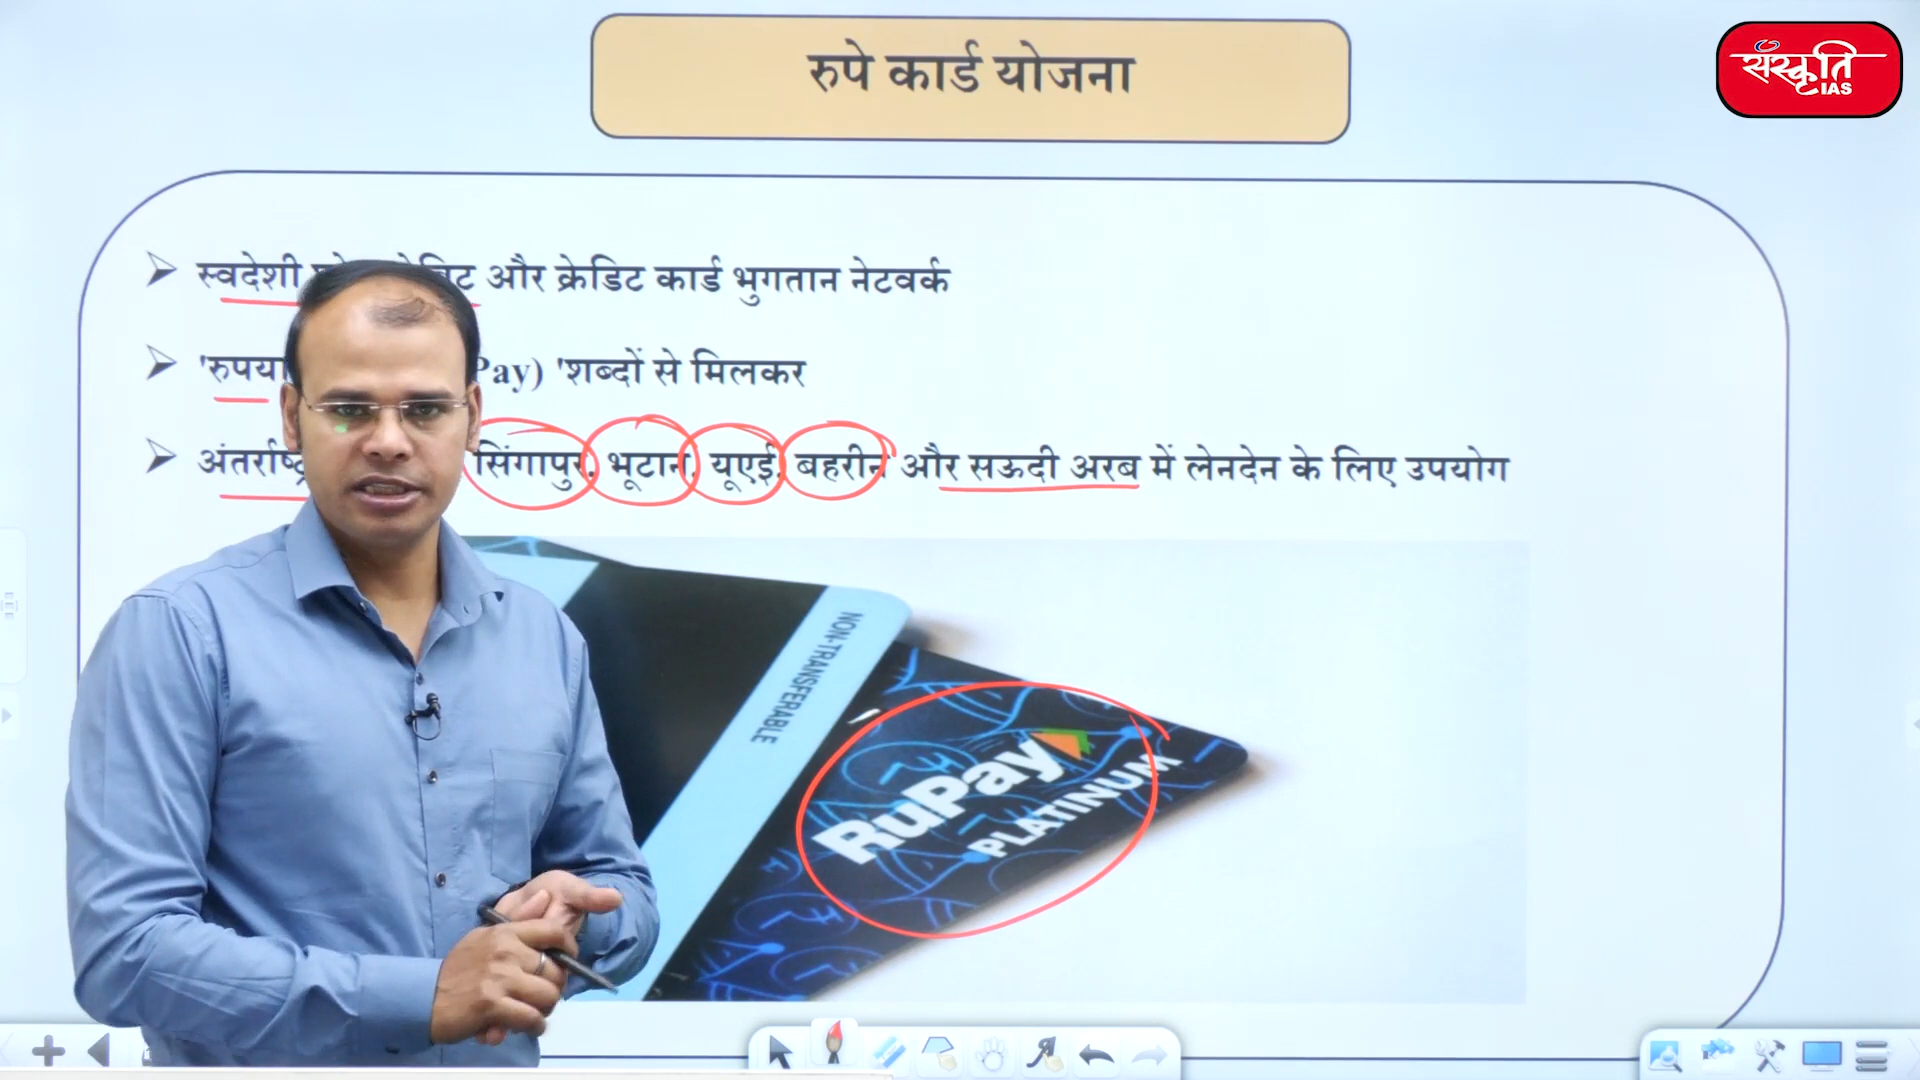 रुपे कार्ड योजना
संस्कृति
IAS
स्वदेशी और क्रेडिट कार्ड भुगतान नेटवर्क
'रुपया Pay) 'शब्दों से मिलकर
सिंगापुर, भूटान, यूएई, बहरीन और सऊदी अरब में लेनदेन के लिए उपयोग
NON-TRANSFERABLE
RuPay
PLATINUM